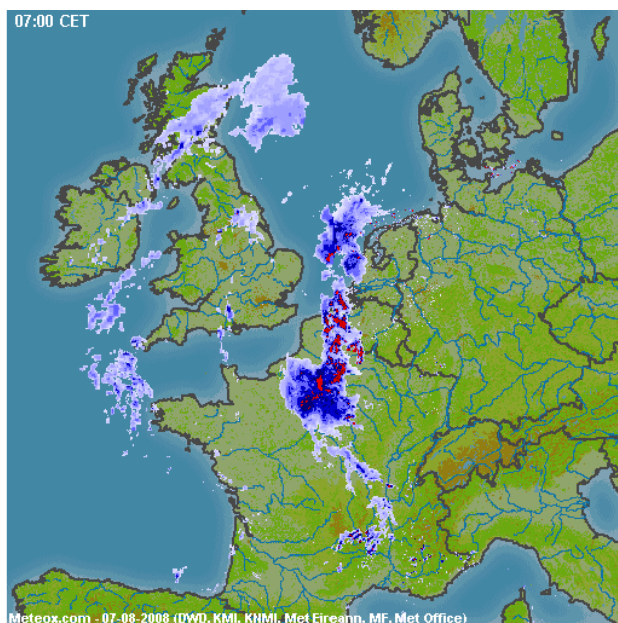 07:00 CET
Meteox.com - 07-08-2008 (DWD, KMI, KNMI, Met Eireann, MF, Met Office)